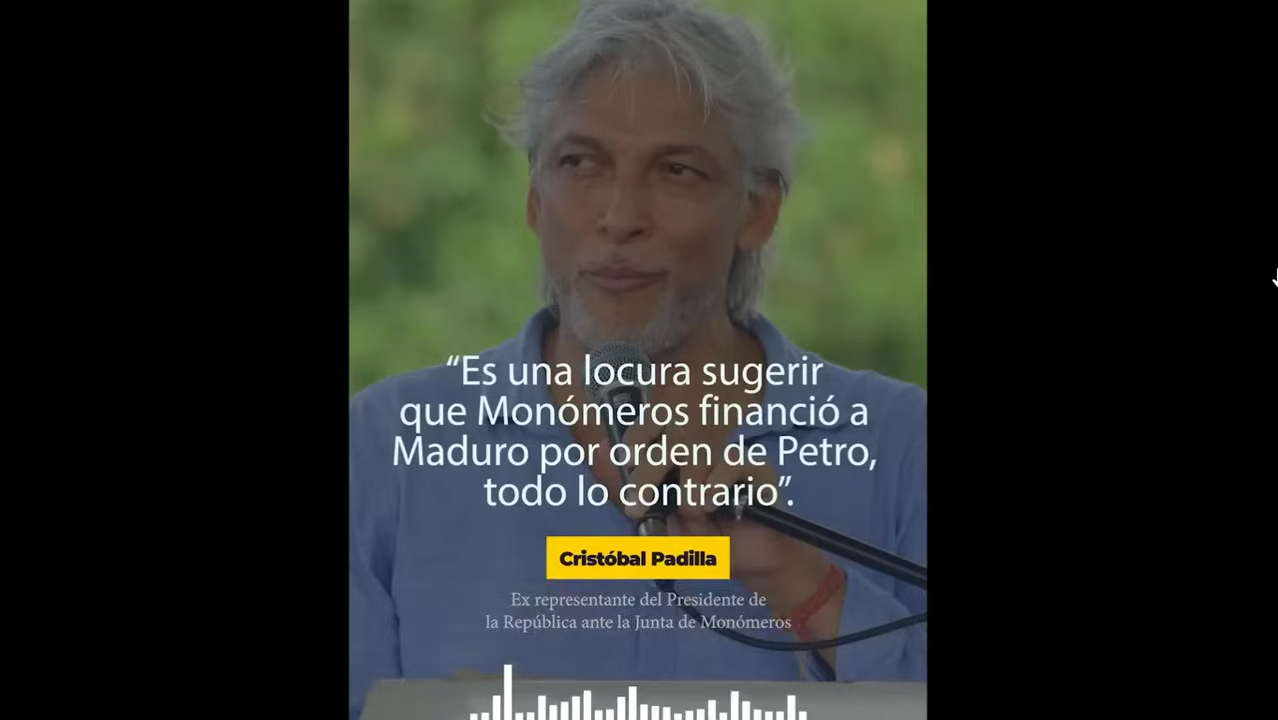 “Es una locura sugerir
que Monómeros financió a
Maduro por orden de Petro,
todo lo contrario”.
Cristóbal Padilla
Ex representante del Presidente de
la República ante la Junta de Monómeros